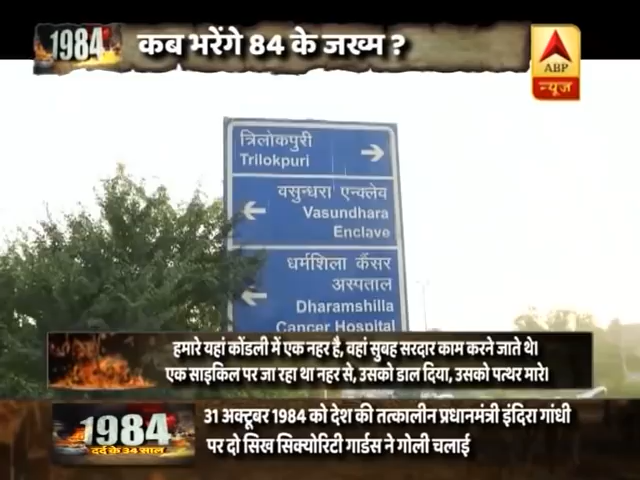 1984
कब भरेंगे 84 के जख्म ?
ABP
न्यूज़
त्रिलोकपुरी
Trilokpuri
वसुन्धरा एन्क्लेव
Vasundhara
Enclave
धर्मशिला कैंसर
अस्पताल
Dharamshilla
Cancer Hospital
हमारे यहां कोंडली में एक नहर है, वहां सुबह सरदार काम करने जाते थे।
एक साइकिल पर जा रहा था नहर से, उसको डाल दिया, उसको पत्थर मारे।
1984
दर्द के 34 साल
31 अक्टूबर 1984 को देश की तत्कालीन प्रधानमंत्री इंदिरा गांधी
पर दो सिख सिक्योरिटी गार्डस ने गोली चलाई